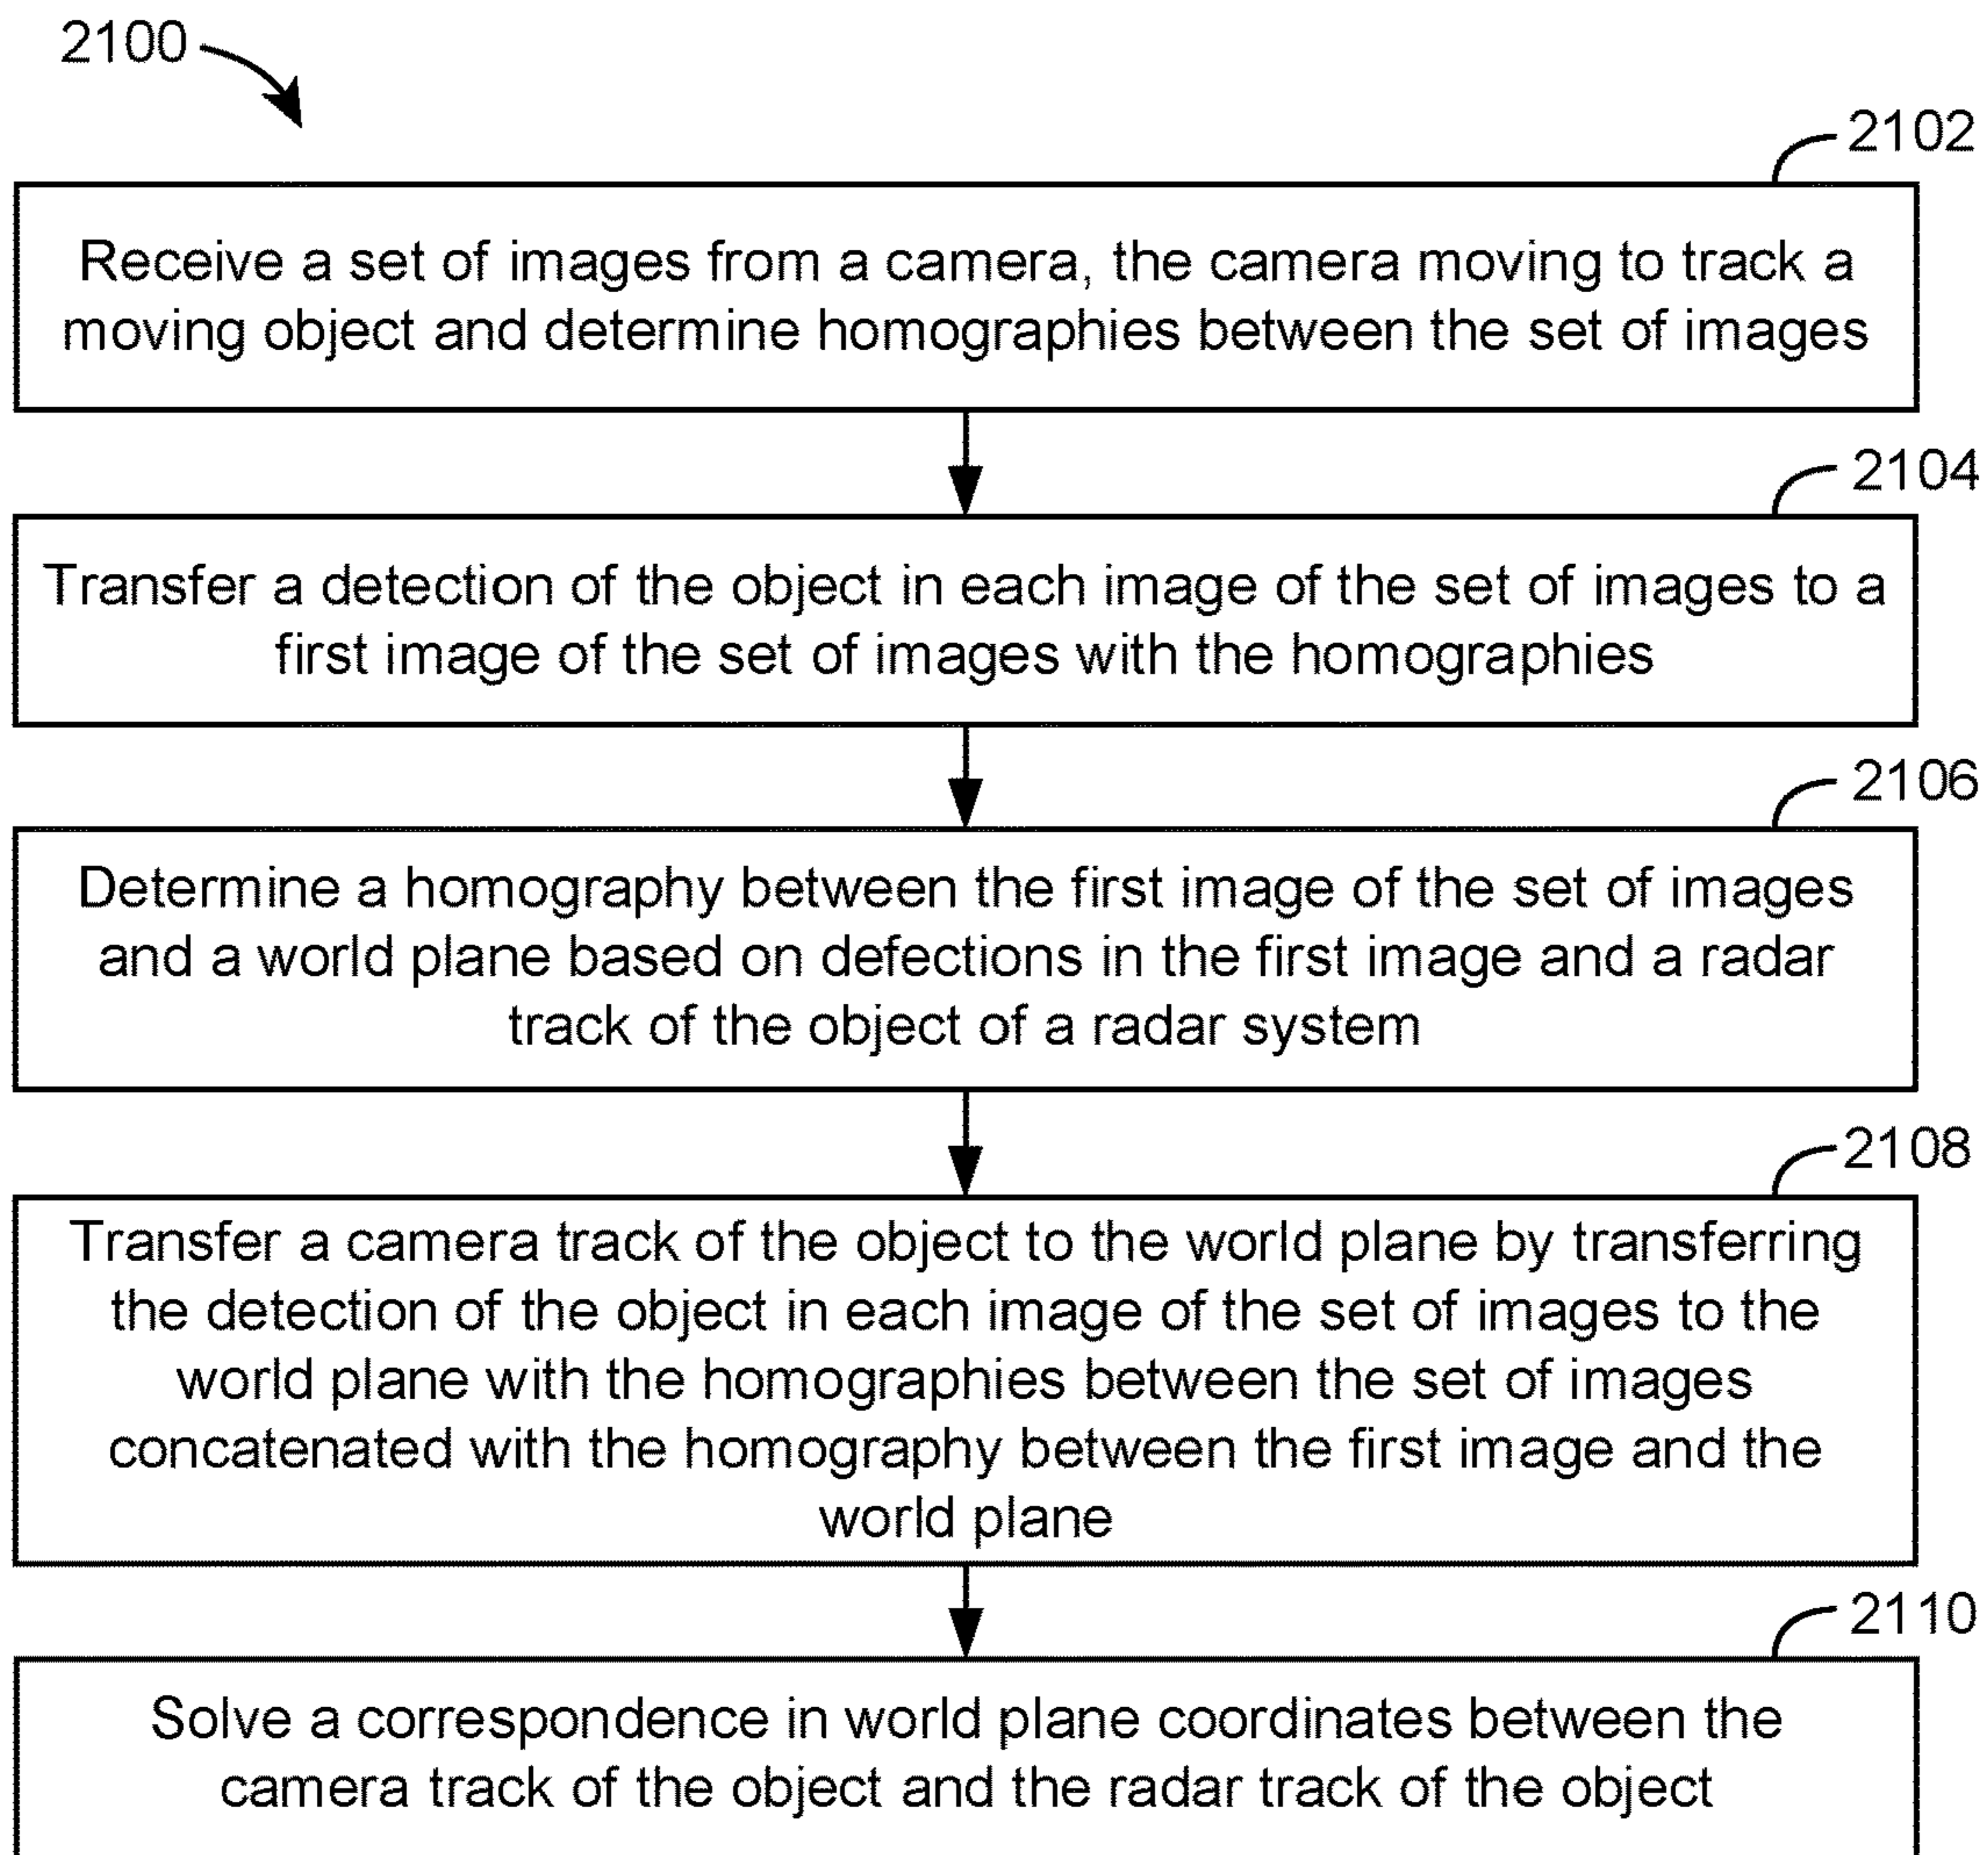 2100
2102
Receive a set of images from a camera, the camera moving to track a
moving object and determine homographies between the set of images
2104
Transfer a detection of the object in each image of the set of images to a
first image of the set of images with the homographies
2106
Determine a homography between the first image of the set of images
and a world plane based on defections in the first image and a radar
track of the object of a radar system
2108
Transfer a camera track of the object to the world plane by transferring
the detection of the object in each image of the set of images to the
world plane with the homographies between the set of images
concatenated with the homography between the first image and the
world plane
2110
Solve a correspondence in world plane coordinates between the
camera track of the object and the radar track of the object